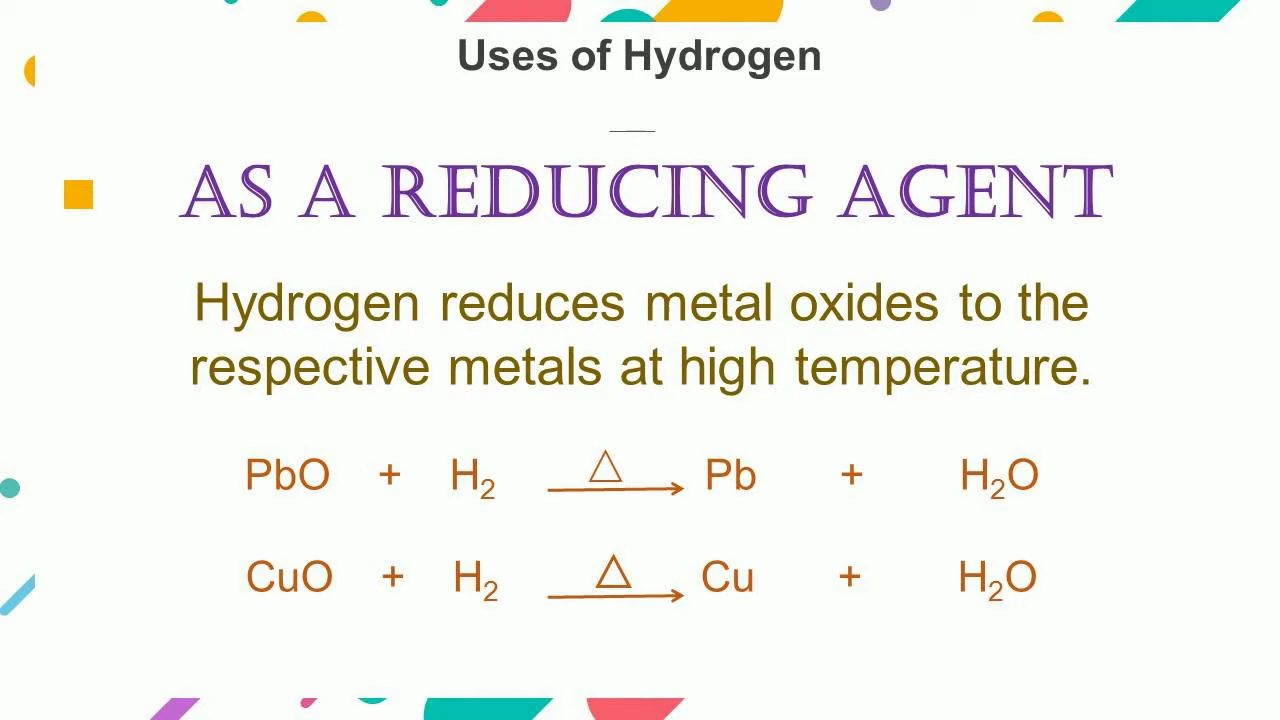 Uses of Hydrogen
AS A REDUCING AGENT
Hydrogen reduces metal oxides to the
respective metals at high temperature.
PbO + H₂ △⟶ Pb + H₂O
CuO + H₂ △⟶ Cu + H₂O